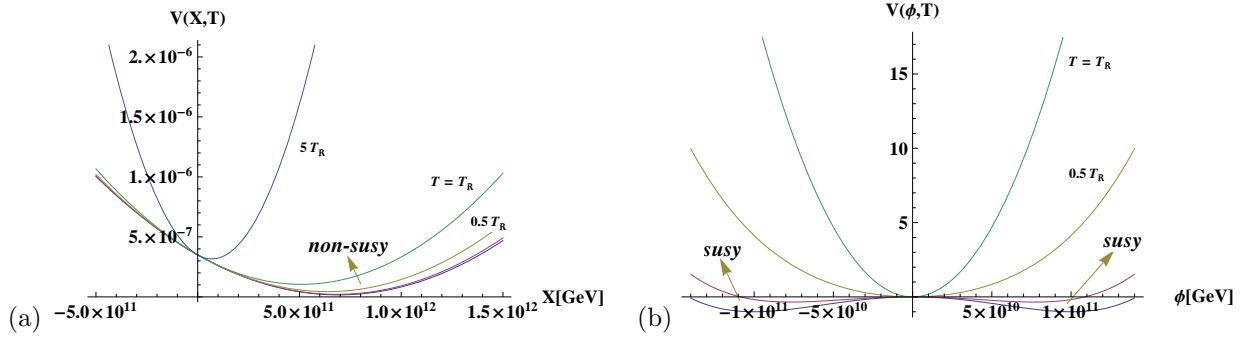 V(X,T)
2.×10⁻⁶
1.5×10⁻⁶
1.×10⁻⁶
5.×10⁻⁷
5 T_R
T = T_R
0.5 T_R
non-susy
X[GeV]
−5.0×10¹¹
5.0×10¹¹
1.0×10¹²
1.5×10¹²
(a)
V(ϕ,T)
15
10
5
T = T_R
0.5 T_R
susy
susy
ϕ[GeV]
−1×10¹¹
−5×10¹⁰
5×10¹⁰
1×10¹¹
(b)